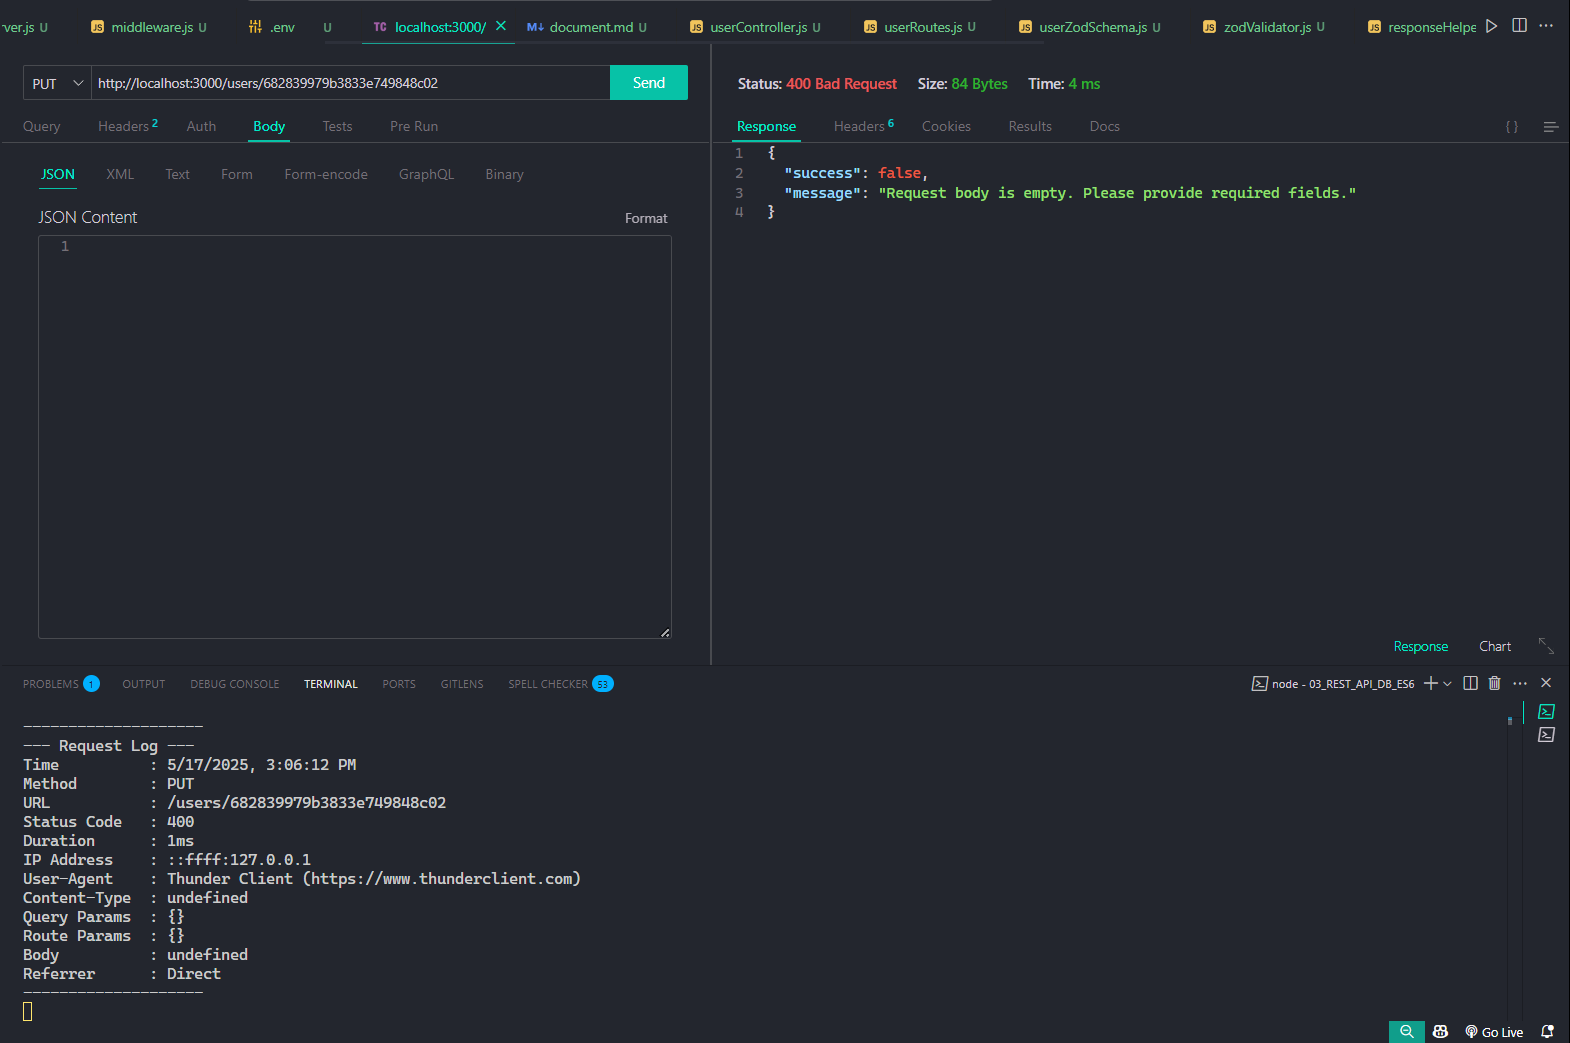 ver.js U JS middleware.js U .env U TC localhost:3000/ × M↓ document.md U JS userController.js U JS userRoutes.js U JS userZodSchema.js U JS zodValidator.js U JS responseHelpe ...
PUT http://localhost:3000/users/682839979b3833e749848c02 Send
Status: 400 Bad Request Size: 84 Bytes Time: 4 ms
Query Headers 2 Auth Body Tests Pre Run
Response Headers 6 Cookies Results Docs { }
JSON XML Text Form Form-encode GraphQL Binary
JSON Content Format
1
1 {
2 "success": false,
3 "message": "Request body is empty. Please provide required fields."
4 }
Response Chart
PROBLEMS 1 OUTPUT DEBUG CONSOLE TERMINAL PORTS GITLENS SPELL CHECKER 53 node - 03_REST_API_DB_ES6
--------------------
--- Request Log ---
Time : 5/17/2025, 3:06:12 PM
Method : PUT
URL : /users/682839979b3833e749848c02
Status Code : 400
Duration : 1ms
IP Address : ::ffff:127.0.0.1
User-Agent : Thunder Client (https://www.thunderclient.com)
Content-Type : undefined
Query Params : {}
Route Params : {}
Body : undefined
Referrer : Direct
--------------------
Go Live